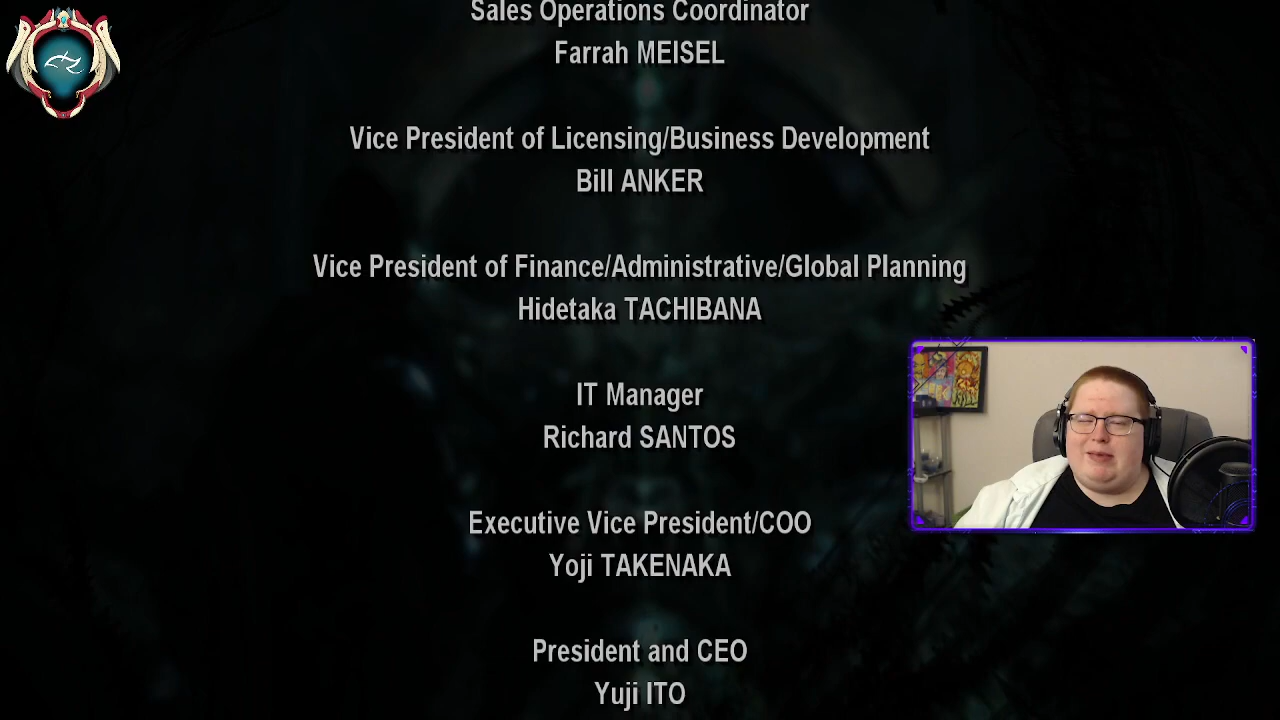 Sales Operations Coordinator
Farrah MEISEL
Vice President of Licensing/Business Development
Bill ANKER
Vice President of Finance/Administrative/Global Planning
Hidetaka TACHIBANA
IT Manager
Richard SANTOS
Executive Vice President/COO
Yoji TAKENAKA
President and CEO
Yuji ITO